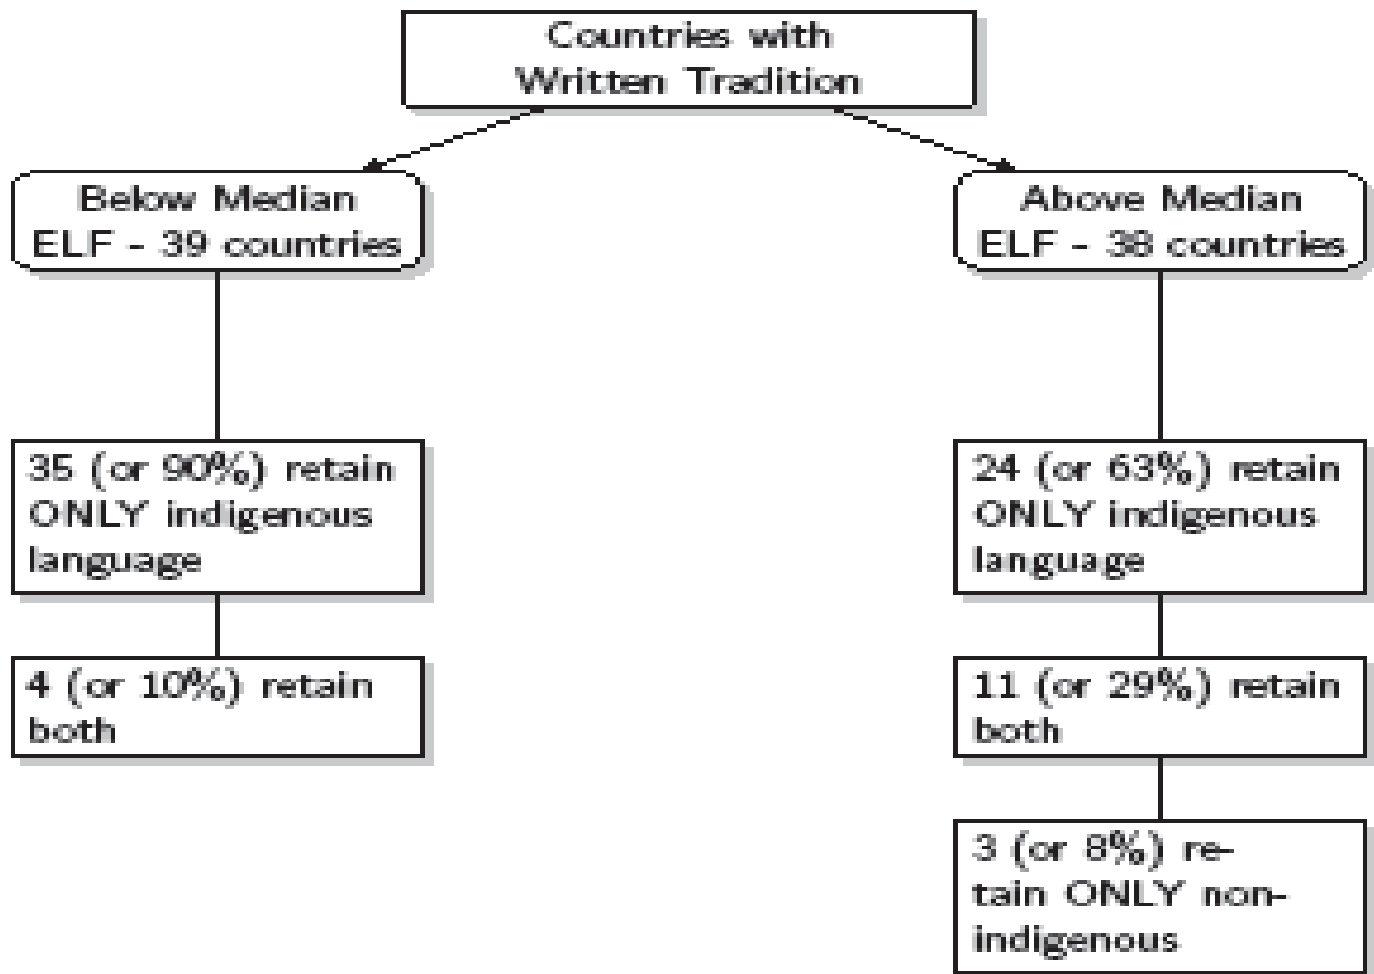 Countries with
Written Tradition
Below Median
ELF - 39 countries
Above Median
ELF - 38 countries
35 (or 90%) retain
ONLY indigenous
language
24 (or 63%) retain
ONLY indigenous
language
4 (or 10%) retain
both
11 (or 29%) retain
both
3 (or 8%) re-
tain ONLY non-
indigenous